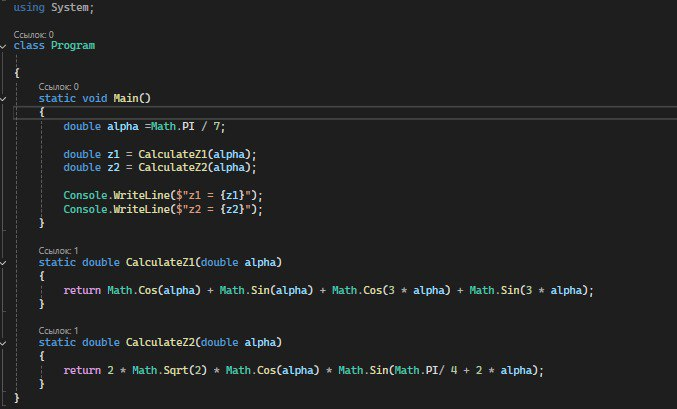 using System;
Ссылок: 0
class Program
{
Ссылок: 0
static void Main()
{
double alpha =Math.PI / 7;
double z1 = CalculateZ1(alpha);
double z2 = CalculateZ2(alpha);
Console.WriteLine($"z1 = {z1}");
Console.WriteLine($"z2 = {z2}");
}
Ссылок: 1
static double CalculateZ1(double alpha)
{
return Math.Cos(alpha) + Math.Sin(alpha) + Math.Cos(3 * alpha) + Math.Sin(3 * alpha);
}
Ссылок: 1
static double CalculateZ2(double alpha)
{
return 2 * Math.Sqrt(2) * Math.Cos(alpha) * Math.Sin(Math.PI/ 4 + 2 * alpha);
}
}